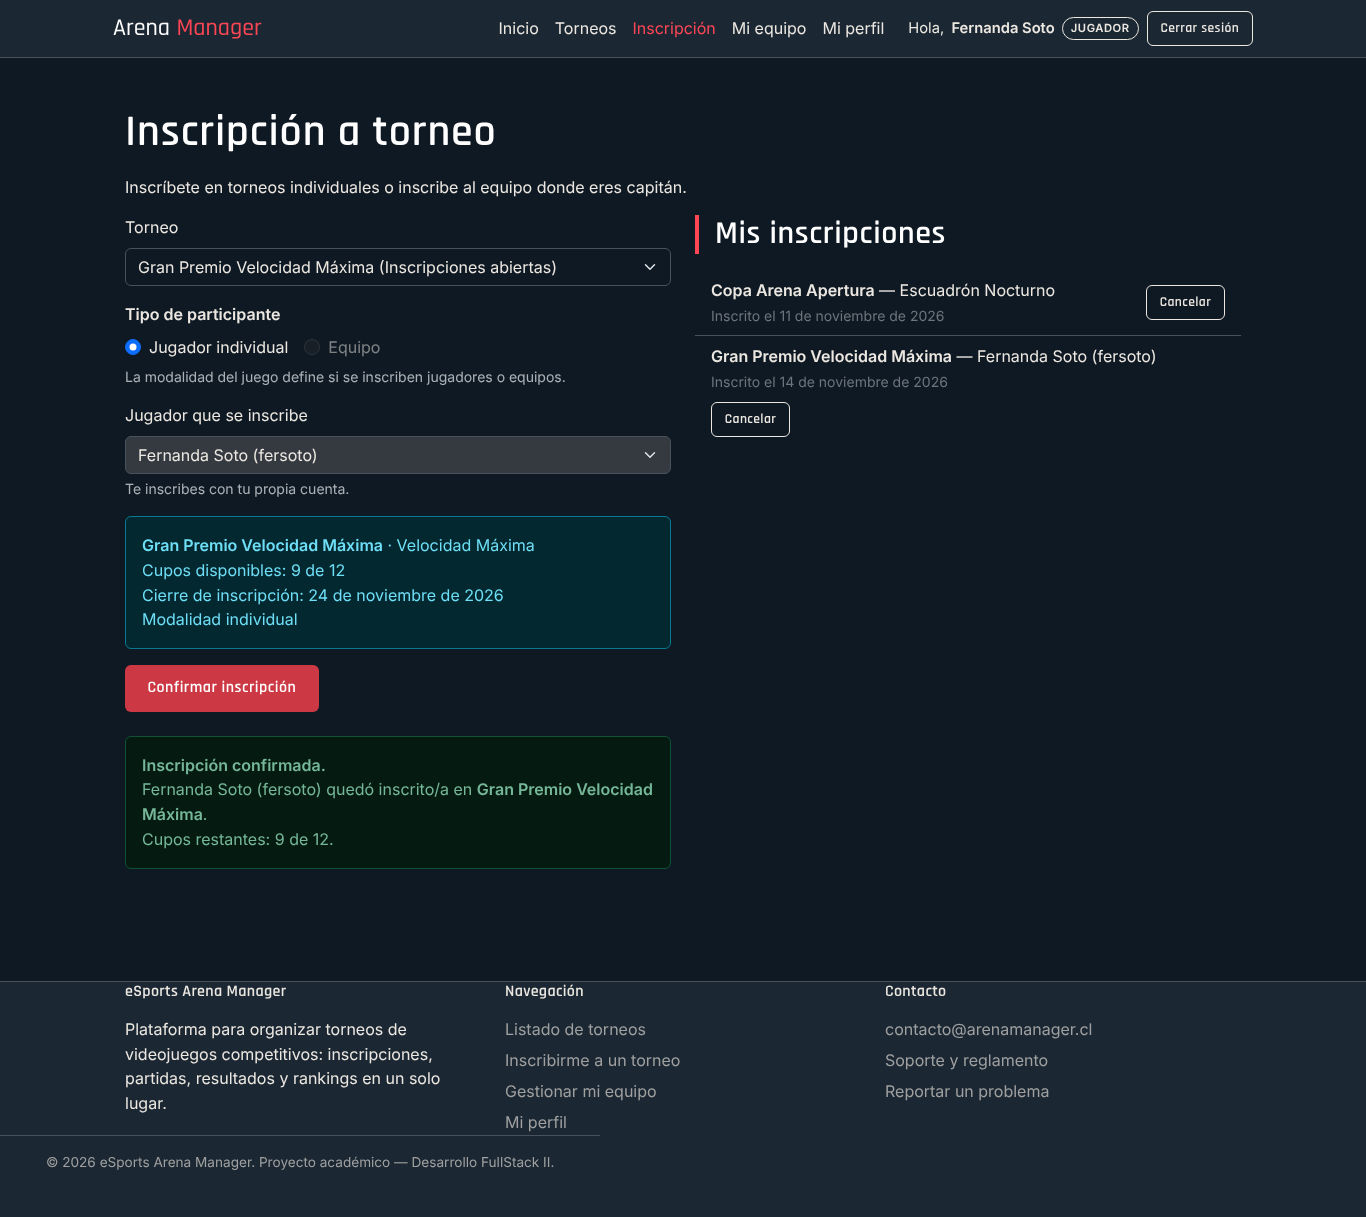 Arena Manager
Inicio Torneos Inscripción Mi equipo Mi perfil Hola, Fernanda Soto JUGADOR Cerrar sesión
Inscripción a torneo
Inscríbete en torneos individuales o inscribe al equipo donde eres capitán.
Torneo
Gran Premio Velocidad Máxima (Inscripciones abiertas)
Tipo de participante
Jugador individual Equipo
La modalidad del juego define si se inscriben jugadores o equipos.
Jugador que se inscribe
Fernanda Soto (fersoto)
Te inscribes con tu propia cuenta.
Gran Premio Velocidad Máxima · Velocidad Máxima
Cupos disponibles: 9 de 12
Cierre de inscripción: 24 de noviembre de 2026
Modalidad individual
Confirmar inscripción
Inscripción confirmada.
Fernanda Soto (fersoto) quedó inscrito/a en Gran Premio Velocidad
Máxima.
Cupos restantes: 9 de 12.
Mis inscripciones
Copa Arena Apertura — Escuadrón Nocturno
Inscrito el 11 de noviembre de 2026
Cancelar
Gran Premio Velocidad Máxima — Fernanda Soto (fersoto)
Inscrito el 14 de noviembre de 2026
Cancelar
eSports Arena Manager
Plataforma para organizar torneos de
videojuegos competitivos: inscripciones,
partidas, resultados y rankings en un solo
lugar.
Navegación
Listado de torneos
Inscribirme a un torneo
Gestionar mi equipo
Mi perfil
Contacto
contacto@arenamanager.cl
Soporte y reglamento
Reportar un problema
© 2026 eSports Arena Manager. Proyecto académico — Desarrollo FullStack II.